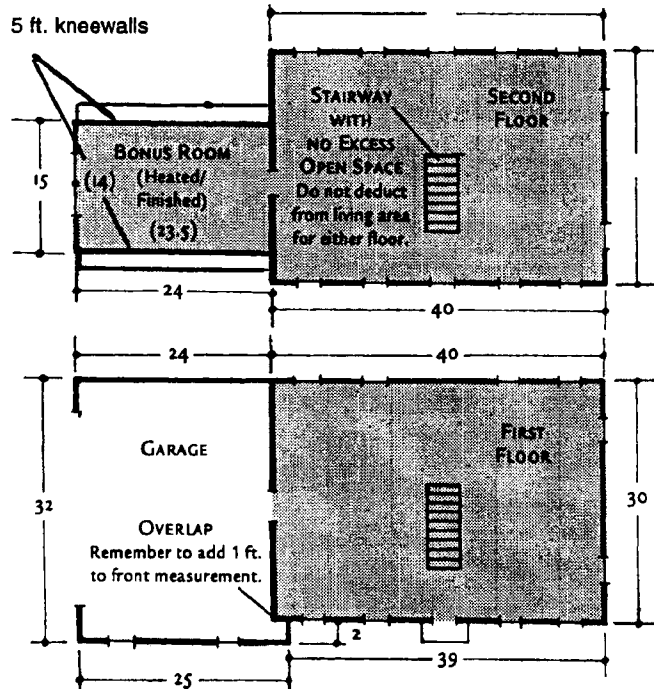 5 ft. kneewalls
STAIRWAY
WITH
NO EXCESS
OPEN SPACE
Do not deduct
from living area
for either floor.
SECOND
FLOOR
BONUS ROOM
(Heated/
Finished)
(14)
(23.5)
15
24
40
24
40
GARAGE
FIRST
FLOOR
32
30
OVERLAP
Remember to add 1 ft.
to front measurement.
2
39
25